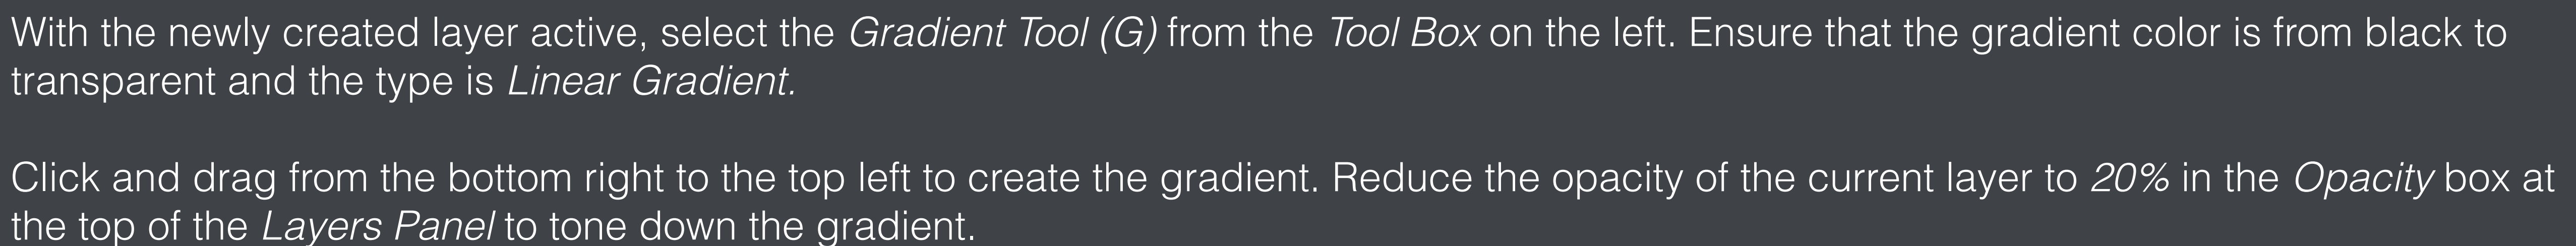 With the newly created layer active, select the Gradient Tool (G) from the Tool Box on the left. Ensure that the gradient color is from black to
transparent and the type is Linear Gradient.
Click and drag from the bottom right to the top left to create the gradient. Reduce the opacity of the current layer to 20% in the Opacity box at
the top of the Layers Panel to tone down the gradient.